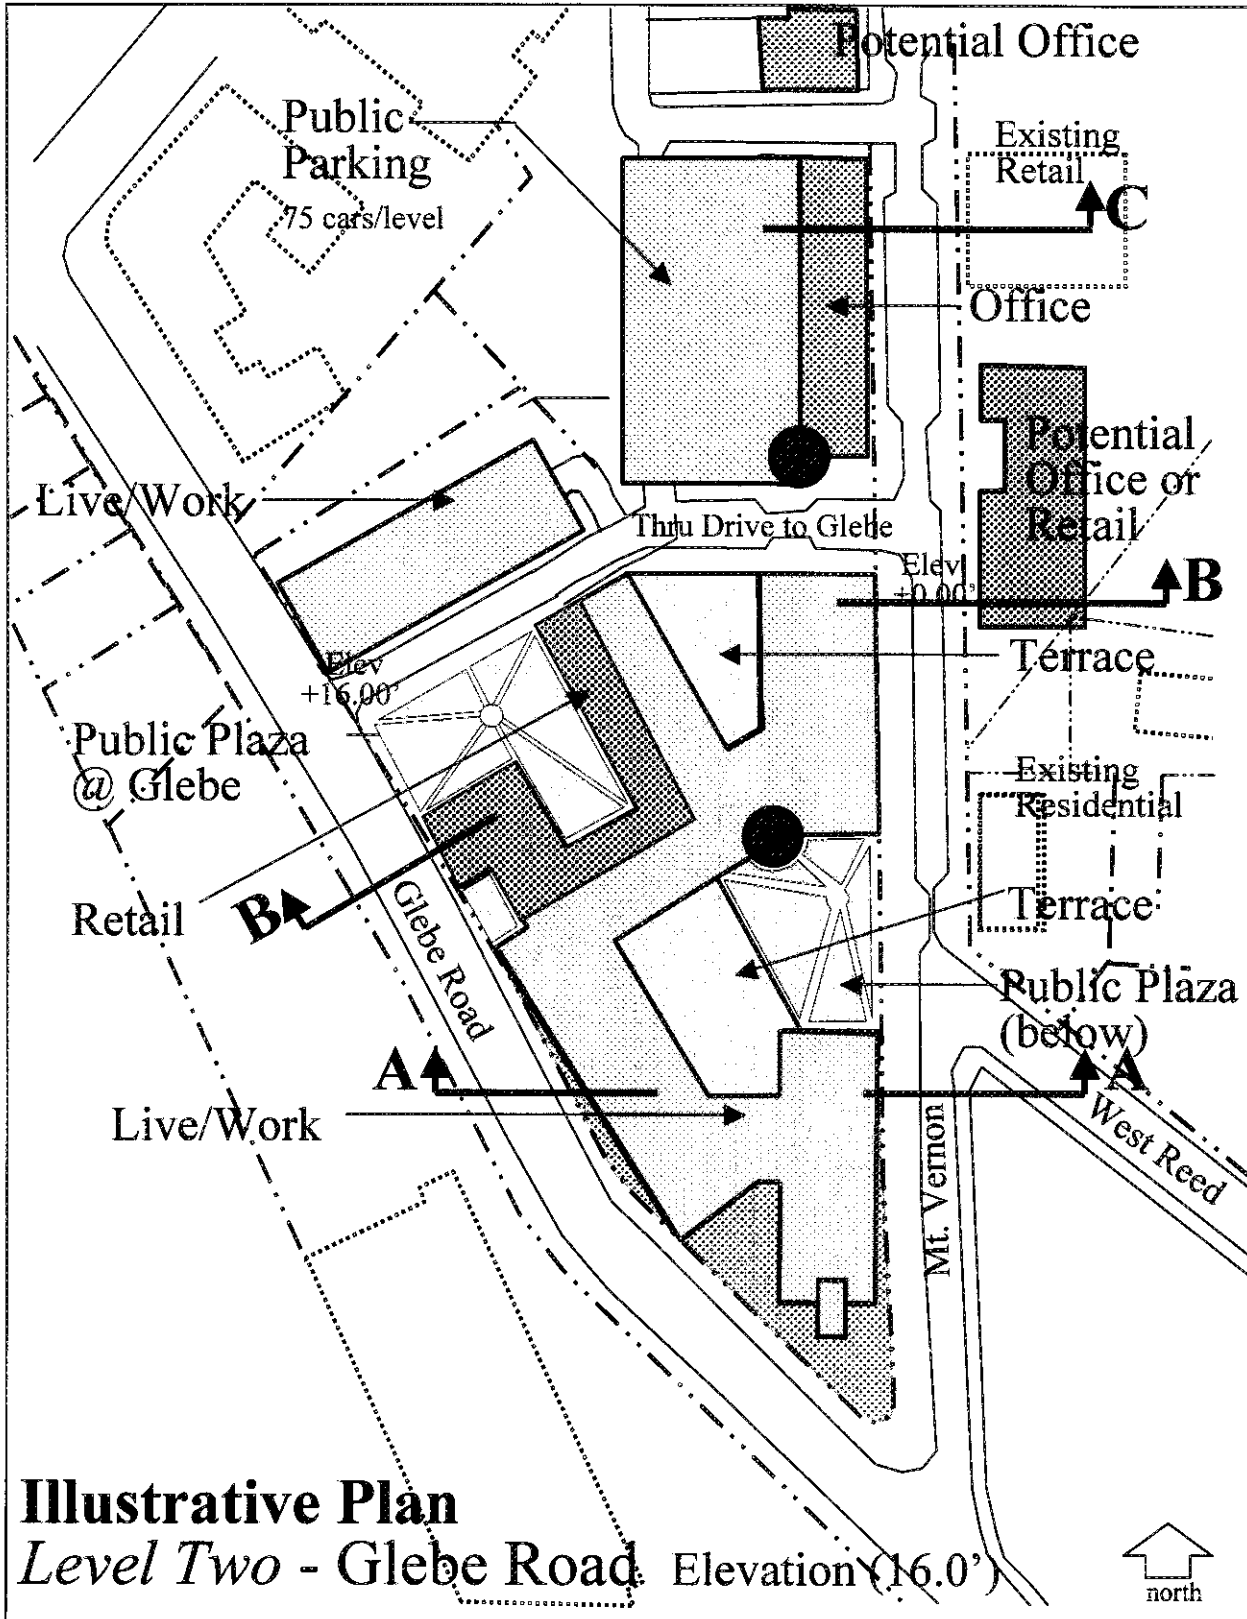 Potential Office
Public
Parking
75 cars/level
Existing
Retail
C
Office
Potential
Office or
Retail
Live/Work
Thru Drive to Glebe
Elev
+0.00'
B
Terrace
Elev
+16.00'
Public Plaza
@ Glebe
Existing
Residential
Retail
B
Glebe Road
Terrace
Public Plaza
(below)
A
A
Live/Work
Mt. Vernon
West Reed
Illustrative Plan
Level Two - Glebe Road Elevation (16.0')
north